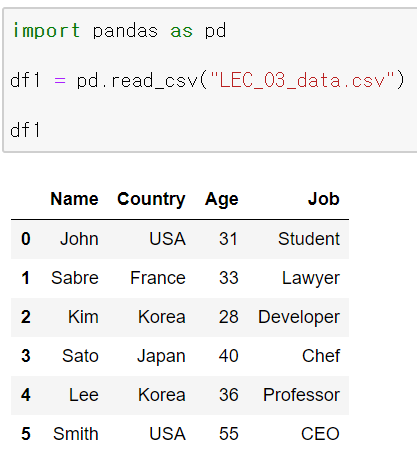 import pandas as pd
df1 = pd.read_csv("LEC_03_data.csv")
df1
Name Country Age Job
0 John USA 31 Student
1 Sabre France 33 Lawyer
2 Kim Korea 28 Developer
3 Sato Japan 40 Chef
4 Lee Korea 36 Professor
5 Smith USA 55 CEO